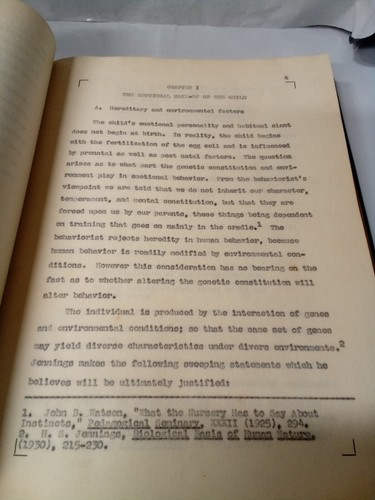 4
CHAPTER I
THE EMOTIONAL MAKE-UP OF THE CHILD
A. Hereditary and environmental factors
The child's emotional personality and habitual slant
does not begin at birth. In reality, the child begins
with the fertilization of the egg cell and is influenced
by prenatal as well as post natal factors. The question
arises as to what part the genetic constitution and envi-
ronment play in emotional behavior. From the behaviorist's
viewpoint we are told that we do not inherit our character,
temperament, and mental constitution, but that they are
forced upon us by our parents, these things being dependent
on training that goes on mainly in the cradle.1 The
behaviorist rejects heredity in human behavior, because
human behavior is readily modified by environmental con-
ditions. However this consideration has no bearing on the
fact as to whether altering the genetic constitution will
alter behavior.
The individual is produced by the interaction of genes
and environmental conditions; so that the same set of genes
may yield diverse characteristics under divers environments.2
Jennings makes the following sweeping statements which he
believes will be ultimately justified:
1. John B. Watson, "What the Nursery Has to Say About
Instincts," Pedagogical Seminary, XXXII (1925), 294.
2. H. S. Jennings, Biological Basis of Human Nature,
(1930), 215-230.